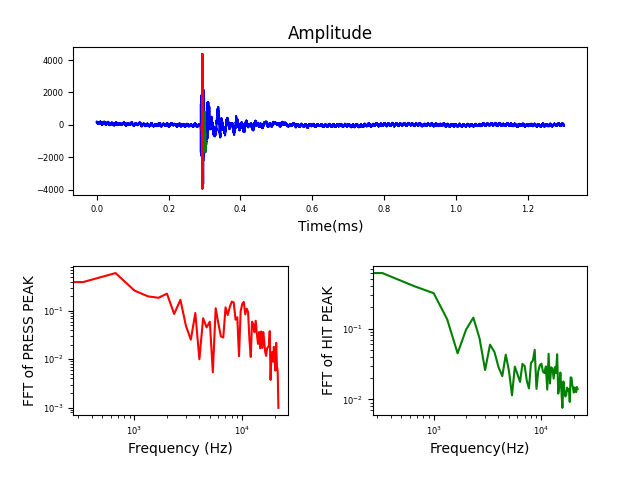 Amplitude
4000
2000
0
−2000
−4000
0.0 0.2 0.4 0.6 0.8 1.0 1.2
Time(ms)
FFT of PRESS PEAK
10⁻¹
10⁻²
10⁻³
10³ 10⁴
Frequency (Hz)
FFT of HIT PEAK
10⁻¹
10⁻²
10³ 10⁴
Frequency(Hz)